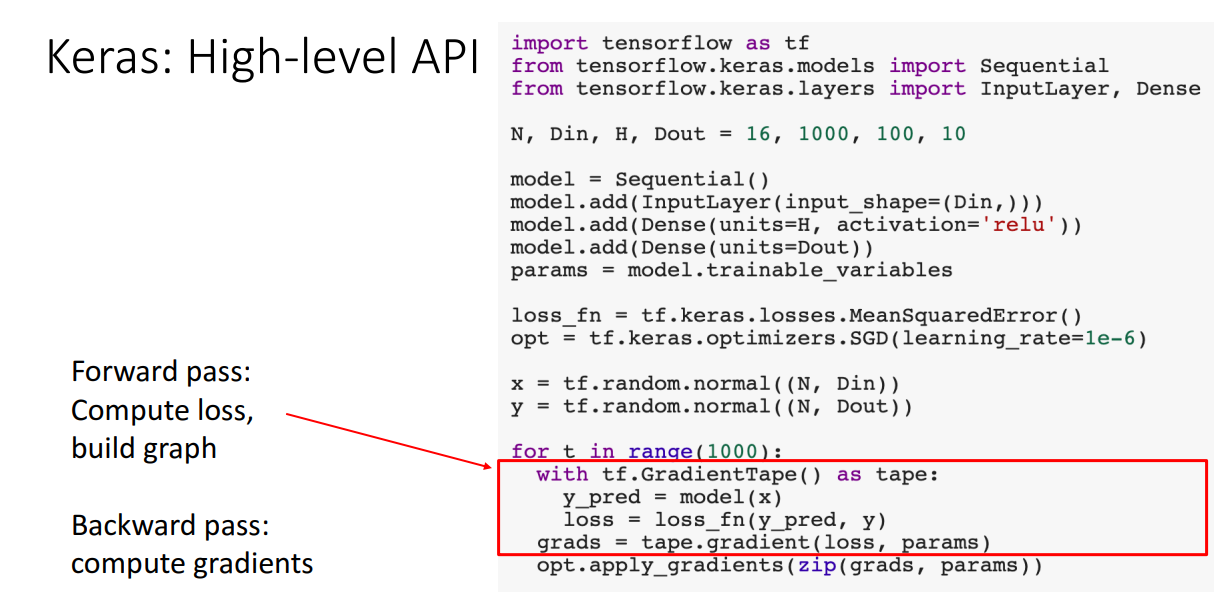 Keras: High-level API
import tensorflow as tf
from tensorflow.keras.models import Sequential
from tensorflow.keras.layers import InputLayer, Dense
N, Din, H, Dout = 16, 1000, 100, 10
model = Sequential()
model.add(InputLayer(input_shape=(Din,)))
model.add(Dense(units=H, activation='relu'))
model.add(Dense(units=Dout))
params = model.trainable_variables
loss_fn = tf.keras.losses.MeanSquaredError()
opt = tf.keras.optimizers.SGD(learning_rate=1e-6)
x = tf.random.normal((N, Din))
y = tf.random.normal((N, Dout))
for t in range(1000):
  with tf.GradientTape() as tape:
    y_pred = model(x)
    loss = loss_fn(y_pred, y)
  grads = tape.gradient(loss, params)
  opt.apply_gradients(zip(grads, params))
Forward pass:
Compute loss,
build graph
Backward pass:
compute gradients